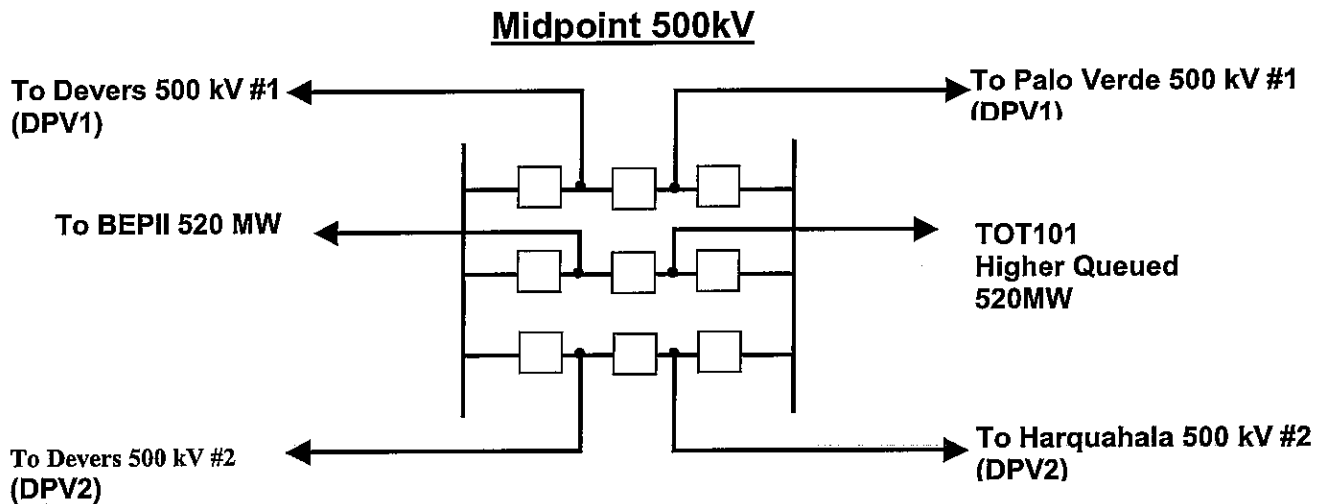 Midpoint 500kV
To Devers 500 kV #1
(DPV1)
To Palo Verde 500 kV #1
(DPV1)
To BEPII 520 MW
TOT101
Higher Queued
520MW
To Devers 500 kV #2
(DPV2)
To Harquahala 500 kV #2
(DPV2)